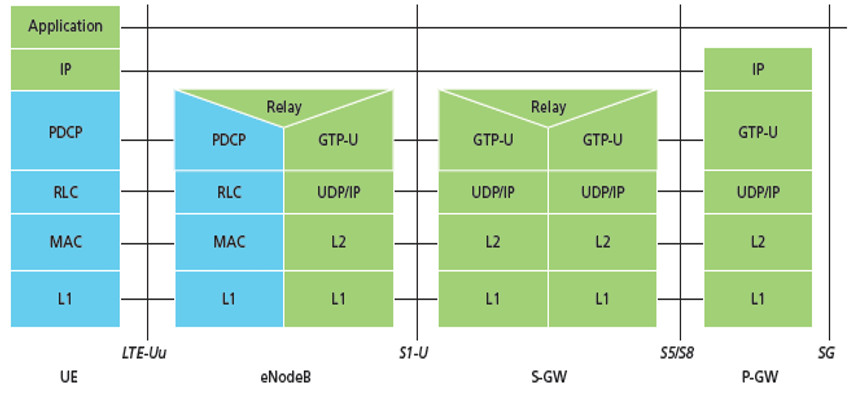 Application
IP
IP
Relay
Relay
PDCP
PDCP
GTP-U
GTP-U
GTP-U
GTP-U
RLC
RLC
UDP/IP
UDP/IP
UDP/IP
UDP/IP
MAC
MAC
L2
L2
L2
L2
L1
L1
L1
L1
L1
L1
LTE-Uu
S1-U
S5/S8
SG
UE
eNodeB
S-GW
P-GW